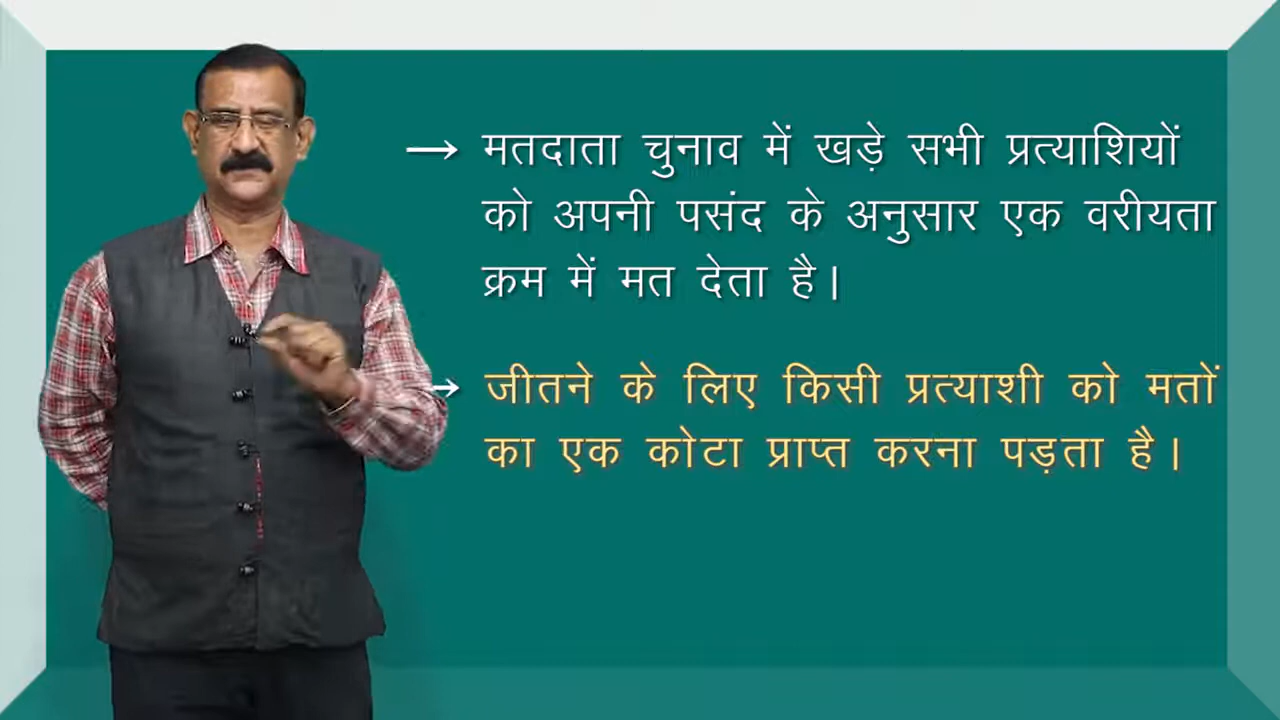 → मतदाता चुनाव में खड़े सभी प्रत्याशियों
को अपनी पसंद के अनुसार एक वरीयता
क्रम में मत देता है।
→ जीतने के लिए किसी प्रत्याशी को मतों
का एक कोटा प्राप्त करना पड़ता है।